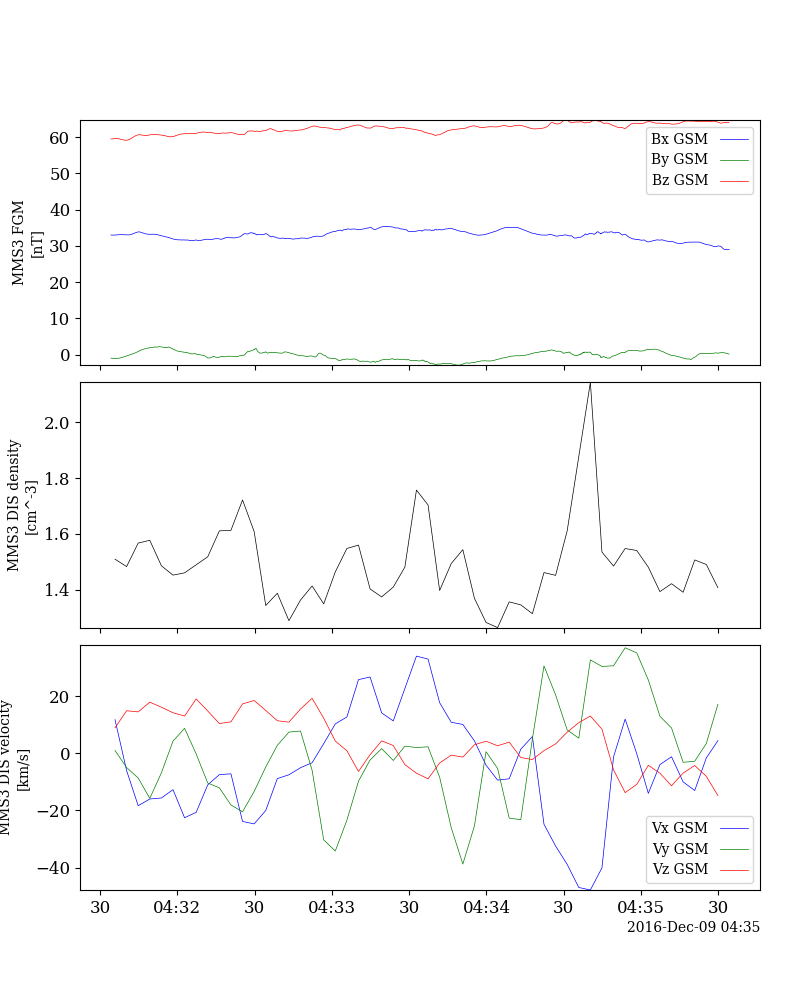 60
50
40
30
20
10
0
MMS3 FGM
[nT]
Bx GSM
By GSM
Bz GSM
2.0
1.8
1.6
1.4
MMS3 DIS density
[cm^-3]
20
0
−20
−40
MMS3 DIS velocity
[km/s]
Vx GSM
Vy GSM
Vz GSM
30 04:32 30 04:33 30 04:34 30 04:35 30
2016-Dec-09 04:35